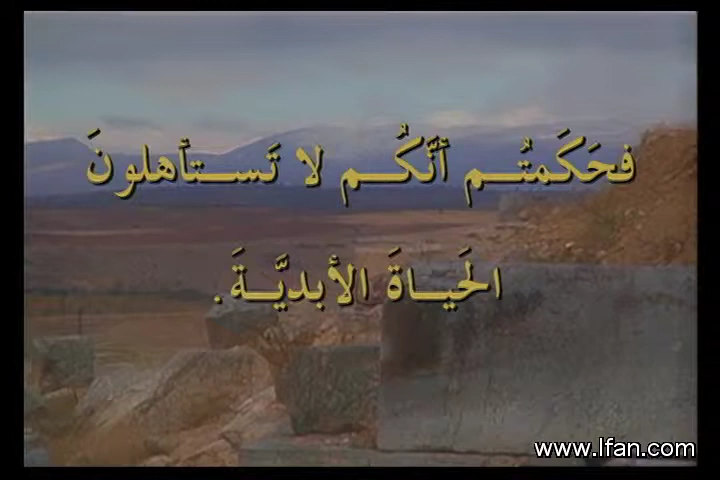 فحَكَمتُم أنَّكُم لا تَستأهلونَ
الحَياةَ الأبديَّةَ.
www.lfan.com